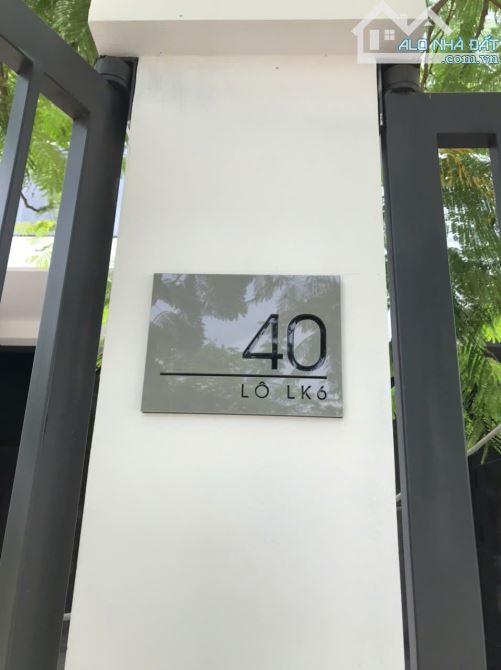 ALO NHÀ ĐẤT
.com.vn
40
LÔ LK6